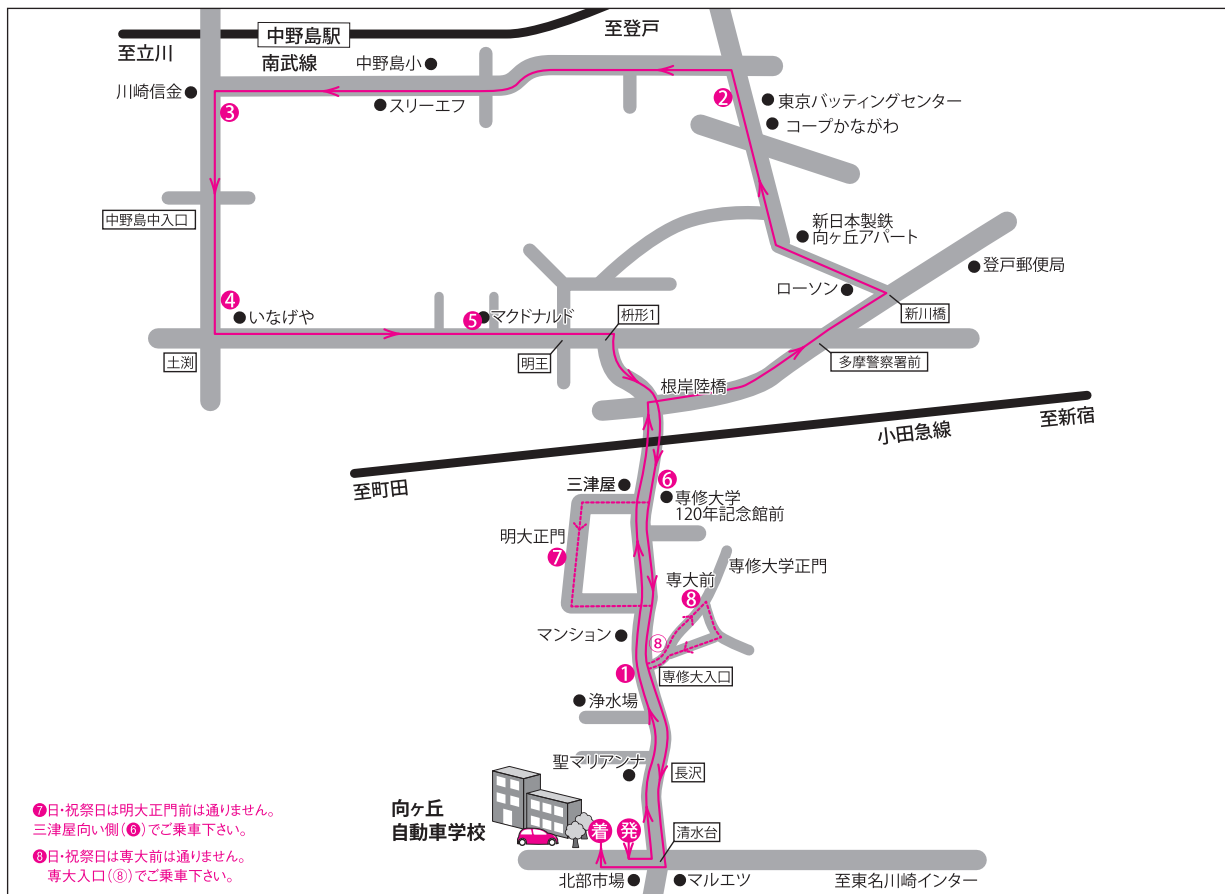 至立川
中野島駅
南武線
至登戸
中野島小
川崎信金
スリーエフ
❸
❷
東京バッティングセンター
コープかながわ
中野島中入口
新日本製鉄
向ヶ丘アパート
登戸郵便局
ローソン
新川橋
❹
いなげや
❺
マクドナルド
枡形1
土渕
明王
多摩警察署前
根岸陸橋
小田急線
至新宿
至町田
三津屋
❻
専修大学
120年記念館前
明大正門
❼
専修大学正門
専大前
❽
マンション
⑧
❶
専修大入口
浄水場
聖マリアンナ
長沢
向ヶ丘
自動車学校
着
発
清水台
北部市場
マルエツ
至東名川崎インター
❼日・祝祭日は明大正門前は通りません。
三津屋向い側(❻)でご乗車下さい。
❽日・祝祭日は専大前は通りません。
専大入口(⑧)でご乗車下さい。